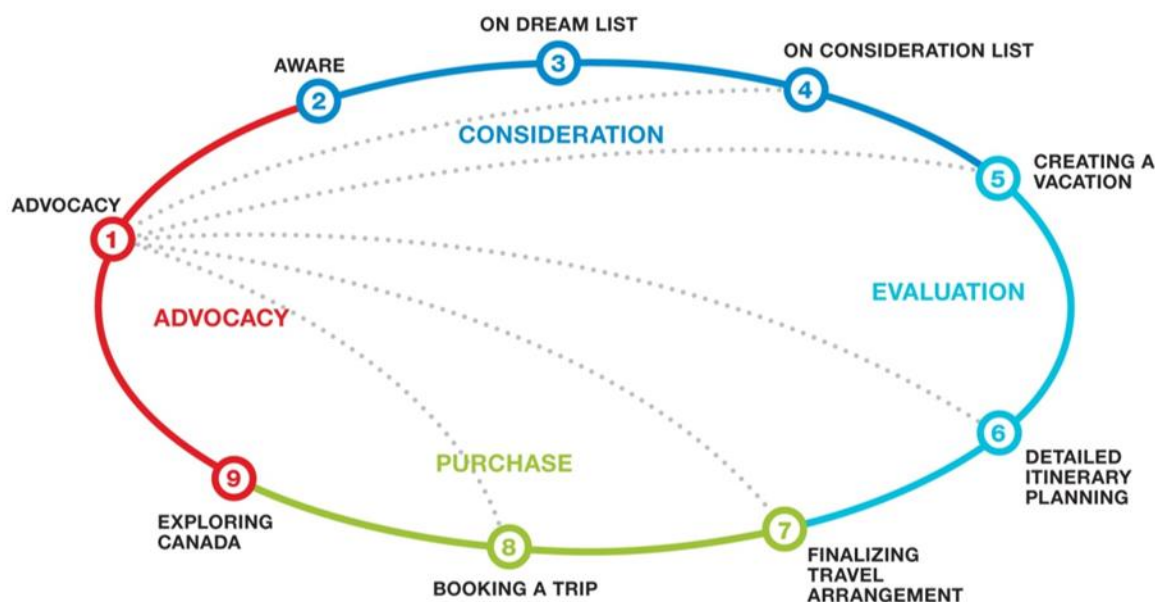 ON DREAM LIST
3
ON CONSIDERATION LIST
4
AWARE
2
CONSIDERATION
CREATING A
VACATION
5
ADVOCACY
1
EVALUATION
ADVOCACY
6
DETAILED
ITINERARY
PLANNING
PURCHASE
9
EXPLORING
CANADA
7
FINALIZING
TRAVEL
ARRANGEMENT
8
BOOKING A TRIP